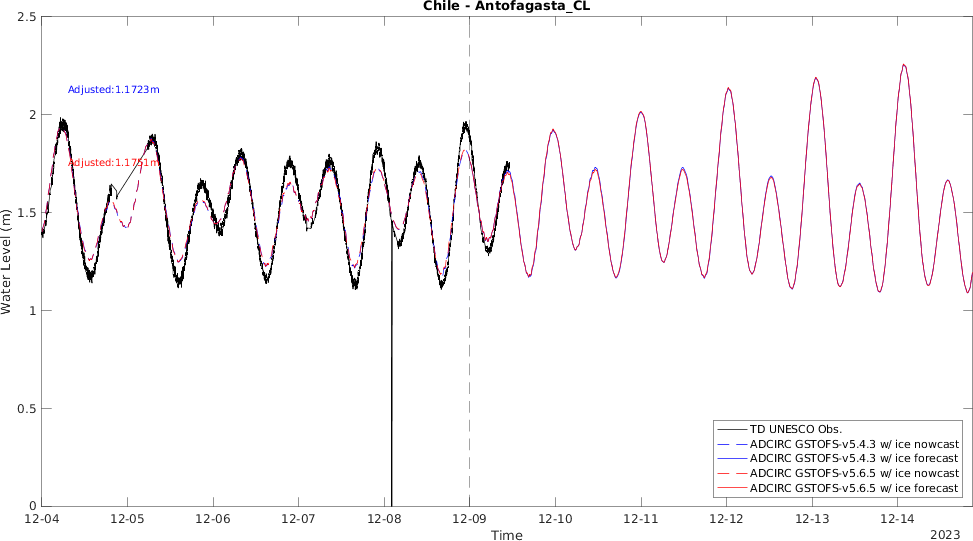 Chile - Antofagasta_CL
2.5
2
1.5
1
0.5
0
Water Level (m)
Adjusted:1.1723m
Adjusted:1.1751m
TD UNESCO Obs.
ADCIRC GSTOFS-v5.4.3 w/ ice nowcast
ADCIRC GSTOFS-v5.4.3 w/ ice forecast
ADCIRC GSTOFS-v5.6.5 w/ ice nowcast
ADCIRC GSTOFS-v5.6.5 w/ ice forecast
12-04 12-05 12-06 12-07 12-08 12-09 12-10 12-11 12-12 12-13 12-14
Time
2023